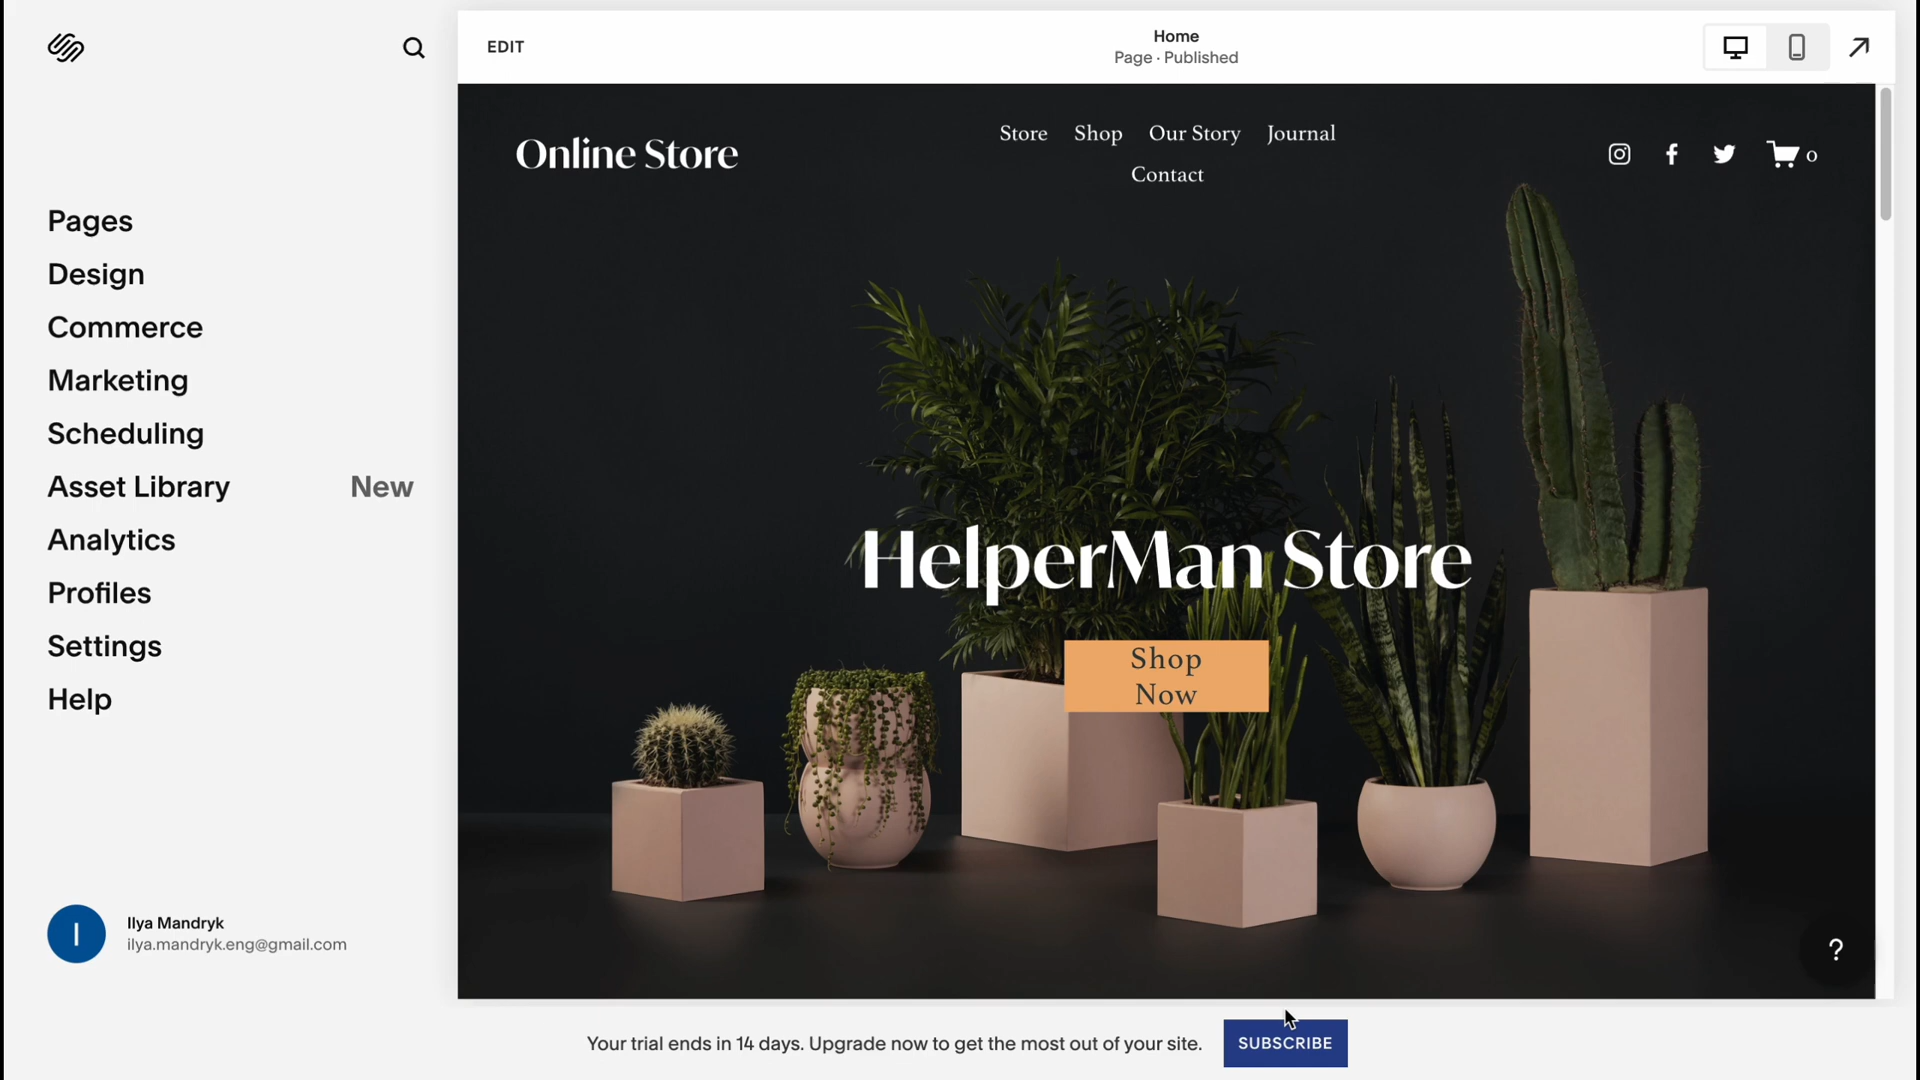 EDIT
Home
Page · Published
Online Store
Store Shop Our Story Journal
Contact
0
Pages
Design
Commerce
Marketing
Scheduling
Asset Library New
Analytics
Profiles
Settings
Help
HelperMan Store
Shop
Now
I
Ilya Mandryk
ilya.mandryk.eng@gmail.com
?
Your trial ends in 14 days. Upgrade now to get the most out of your site.
SUBSCRIBE